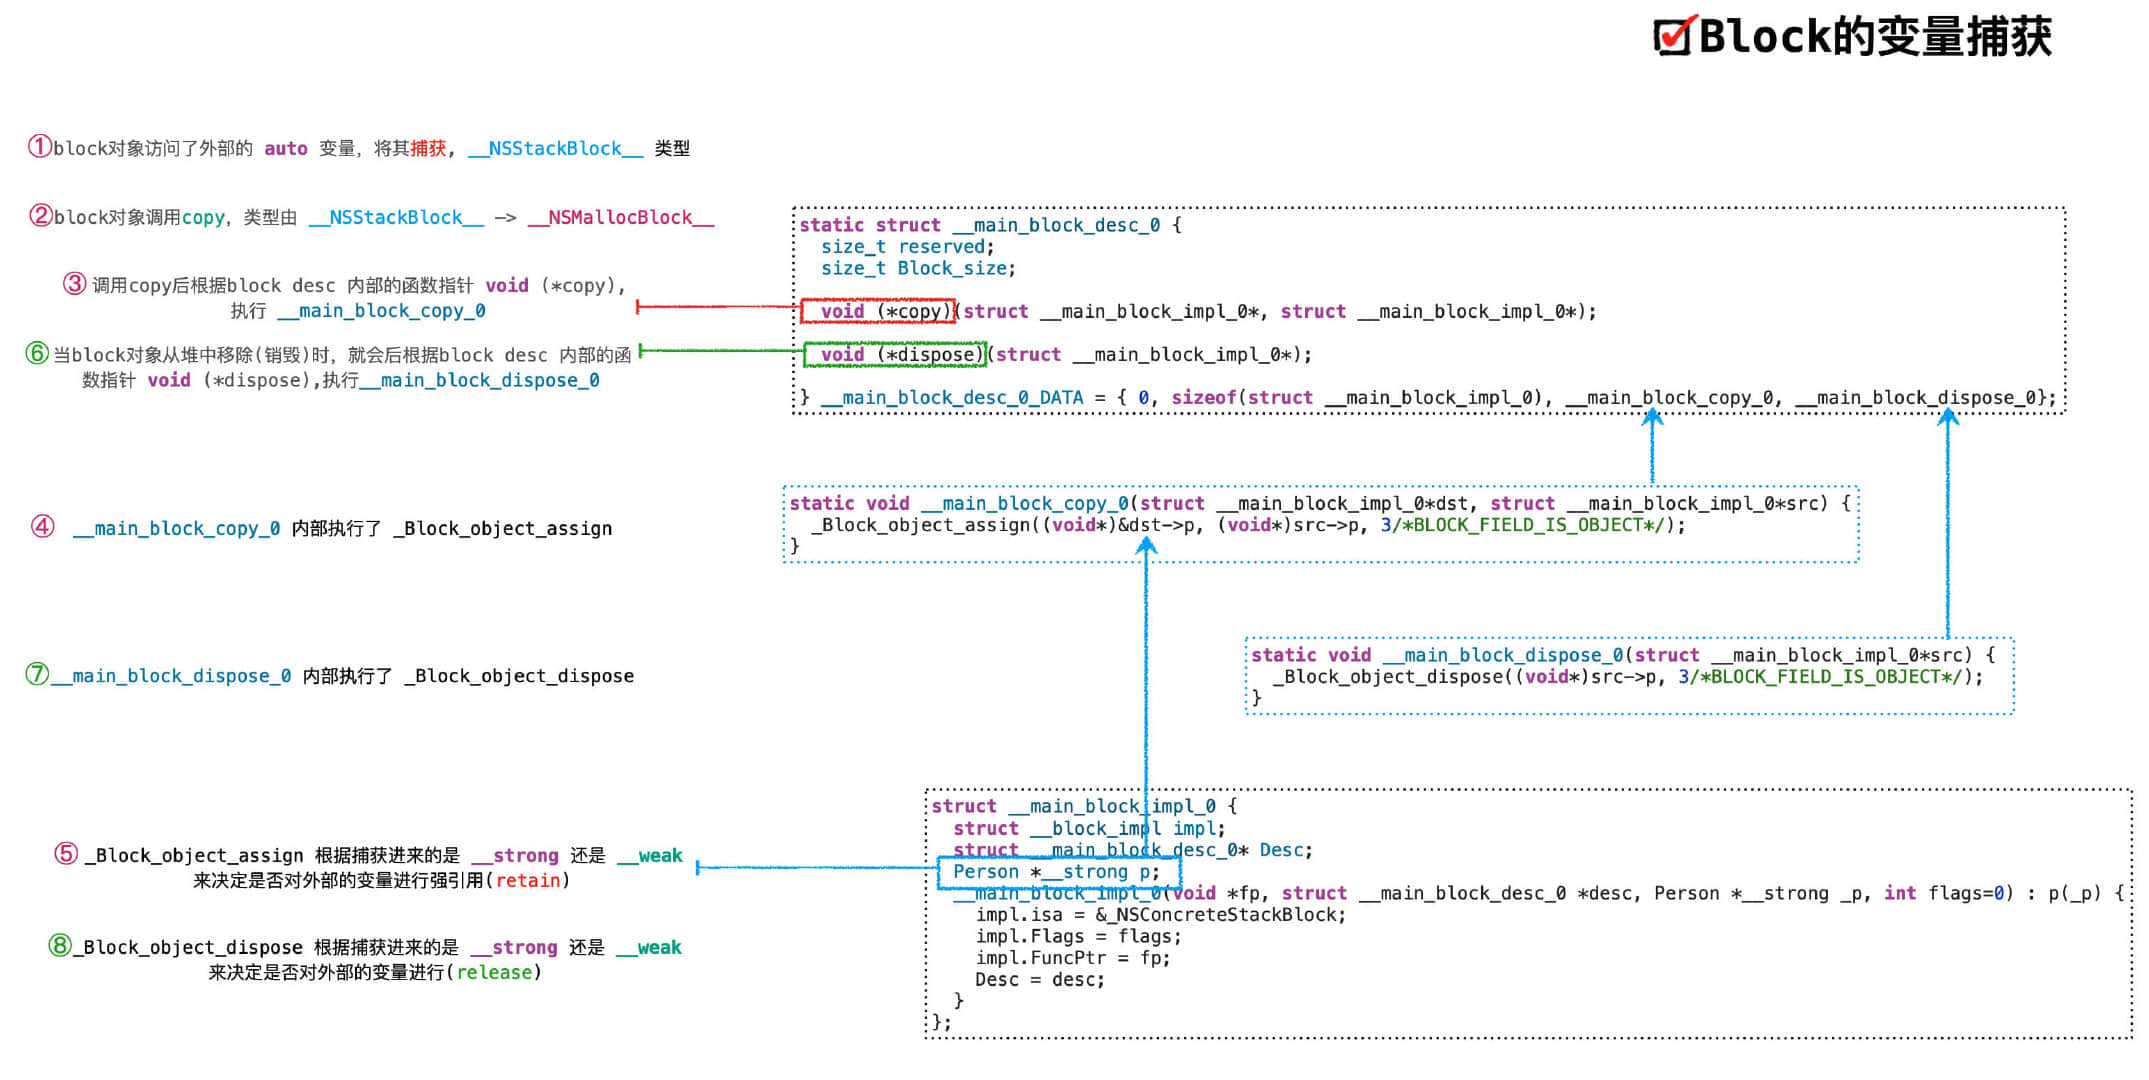 Block的变量捕获
①block对象访问了外部的 auto 变量，将其捕获, __NSStackBlock__ 类型
②block对象调用copy，类型由 __NSStackBlock__ —> __NSMallocBlock__
③ 调用copy后根据block desc 内部的函数指针 void (*copy),
执行 __main_block_copy_0
⑥当block对象从堆中移除(销毁)时，就会后根据block desc 内部的函
数指针 void (*dispose),执行__main_block_dispose_0
static struct __main_block_desc_0 {
size_t reserved;
size_t Block_size;
void (*copy)(struct __main_block_impl_0*, struct __main_block_impl_0*);
void (*dispose)(struct __main_block_impl_0*);
} __main_block_desc_0_DATA = { 0, sizeof(struct __main_block_impl_0), __main_block_copy_0, __main_block_dispose_0};
④ __main_block_copy_0 内部执行了 _Block_object_assign
static void __main_block_copy_0(struct __main_block_impl_0*dst, struct __main_block_impl_0*src) {
_Block_object_assign((void*)&dst->p, (void*)src->p, 3/*BLOCK_FIELD_IS_OBJECT*/);
}
⑦__main_block_dispose_0 内部执行了 _Block_object_dispose
static void __main_block_dispose_0(struct __main_block_impl_0*src) {
_Block_object_dispose((void*)src->p, 3/*BLOCK_FIELD_IS_OBJECT*/);
}
⑤ _Block_object_assign 根据捕获进来的是 __strong 还是 __weak
来决定是否对外部的变量进行强引用(retain)
⑧_Block_object_dispose 根据捕获进来的是 __strong 还是 __weak
来决定是否对外部的变量进行(release)
struct __main_block_impl_0 {
struct __block_impl impl;
struct __main_block_desc_0* Desc;
Person *__strong p;
__main_block_impl_0(void *fp, struct __main_block_desc_0 *desc, Person *__strong _p, int flags=0) : p(_p) {
impl.isa = &_NSConcreteStackBlock;
impl.Flags = flags;
impl.FuncPtr = fp;
Desc = desc;
}
};